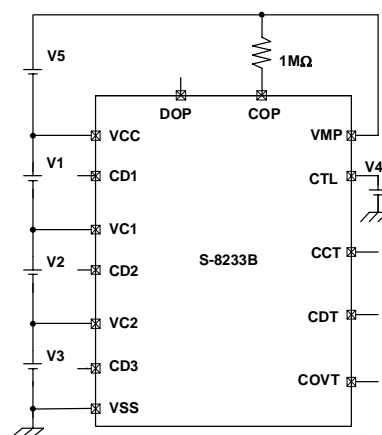 V5
1MΩ
DOP
COP
VCC
VMP
V1
CD1
CTL
V4
VC1
S-8233B
CCT
V2
CD2
VC2
CDT
V3
CD3
COVT
VSS